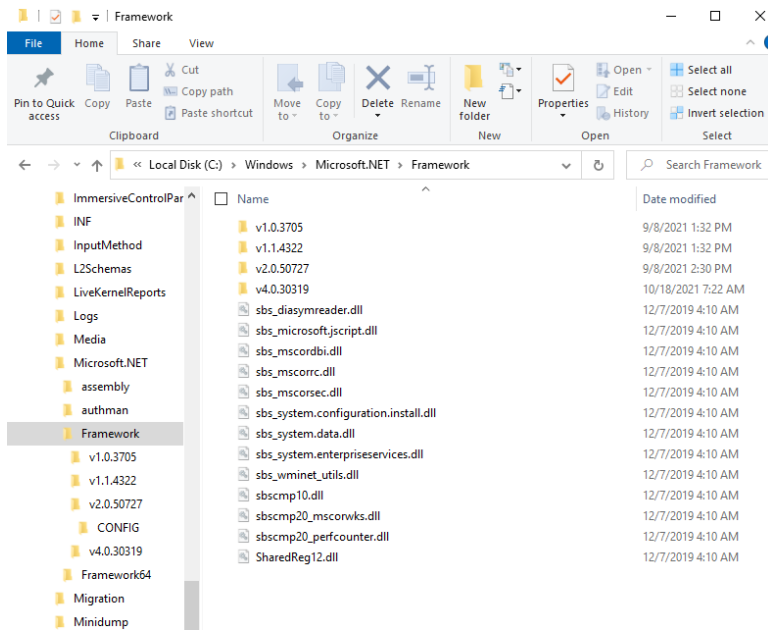 Framework
File Home Share View
Pin to Quick access
Copy
Paste
Cut
Copy path
Paste shortcut
Clipboard
Move to
Copy to
Delete
Rename
Organize
New folder
New
Properties
Open
Edit
History
Open
Select all
Select none
Invert selection
Select
« Local Disk (C:) > Windows > Microsoft.NET > Framework
Search Framework
ImmersiveControlPar
INF
InputMethod
L2Schemas
LiveKernelReports
Logs
Media
Microsoft.NET
assembly
authman
Framework
v1.0.3705
v1.1.4322
v2.0.50727
CONFIG
v4.0.30319
Framework64
Migration
Minidump
Name Date modified
v1.0.3705 9/8/2021 1:32 PM
v1.1.4322 9/8/2021 1:32 PM
v2.0.50727 9/8/2021 2:30 PM
v4.0.30319 10/18/2021 7:22 AM
sbs_diasymreader.dll 12/7/2019 4:10 AM
sbs_microsoft.jscript.dll 12/7/2019 4:10 AM
sbs_mscordbi.dll 12/7/2019 4:10 AM
sbs_mscorrc.dll 12/7/2019 4:10 AM
sbs_mscorsec.dll 12/7/2019 4:10 AM
sbs_system.configuration.install.dll 12/7/2019 4:10 AM
sbs_system.data.dll 12/7/2019 4:10 AM
sbs_system.enterpriseservices.dll 12/7/2019 4:10 AM
sbs_wminet_utils.dll 12/7/2019 4:10 AM
sbscmp10.dll 12/7/2019 4:10 AM
sbscmp20_mscorwks.dll 12/7/2019 4:10 AM
sbscmp20_perfcounter.dll 12/7/2019 4:10 AM
SharedReg12.dll 12/7/2019 4:10 AM